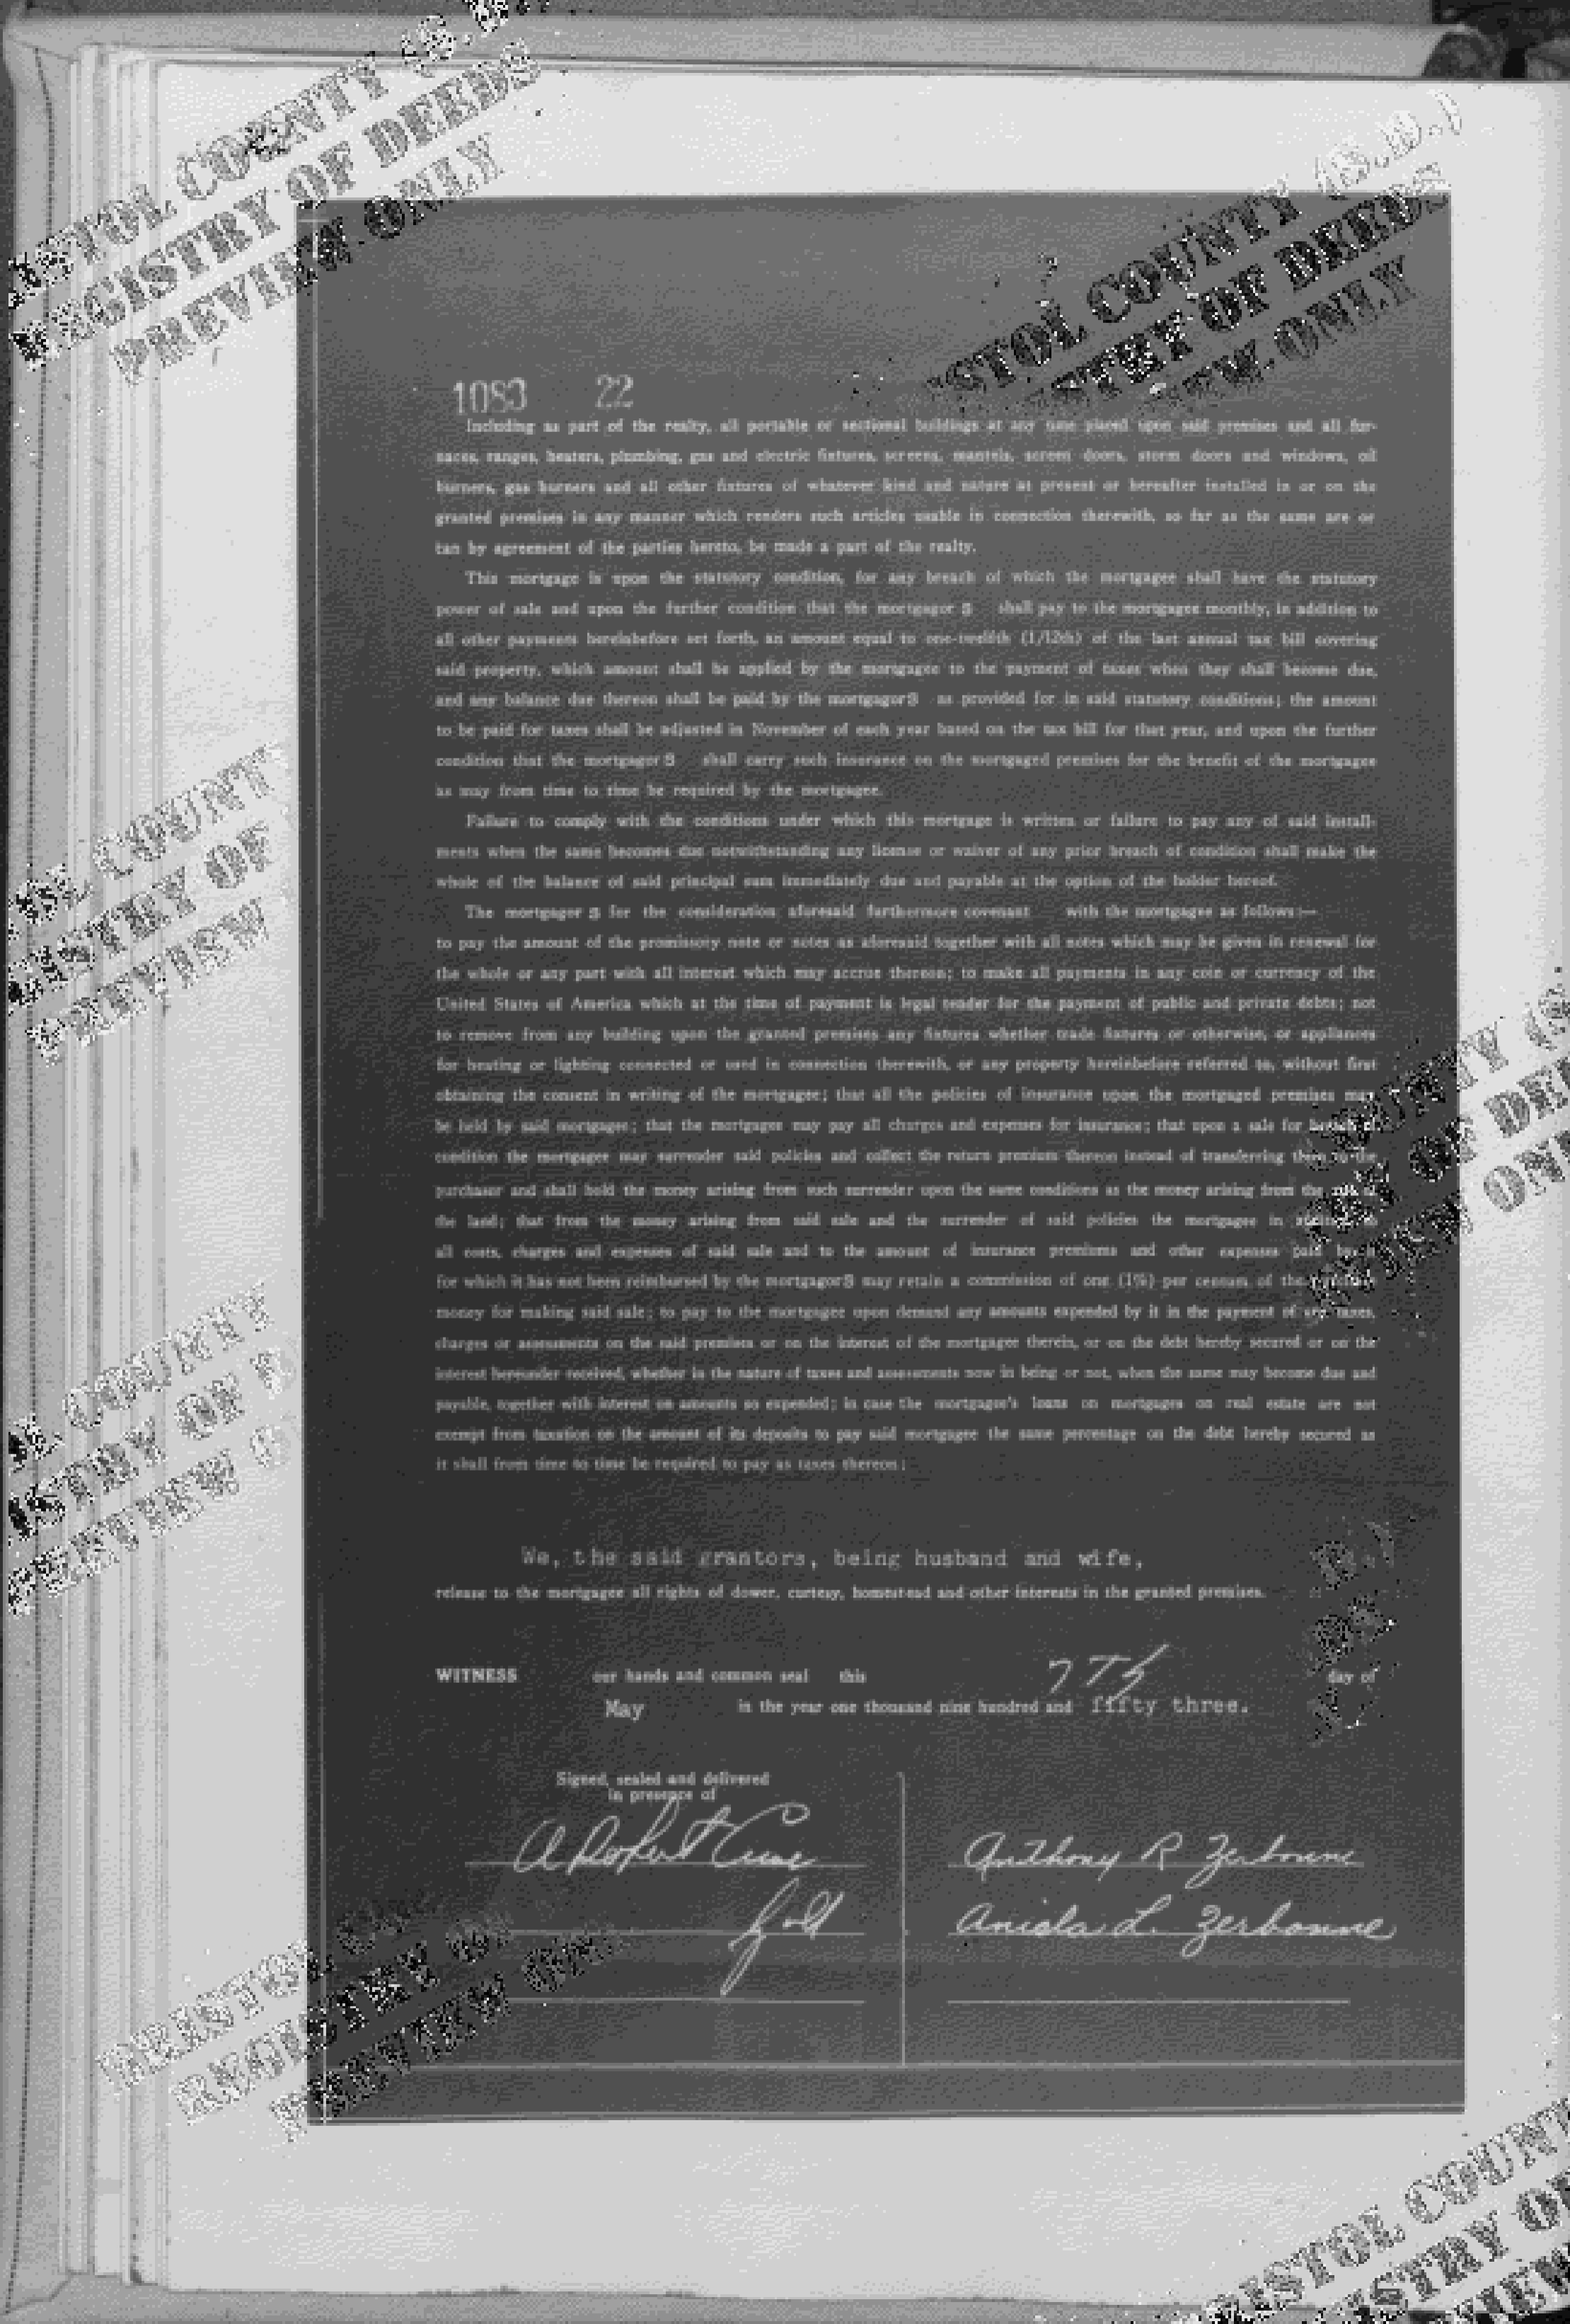 BRISTOL COUNTY (S.D.)
REGISTRY OF DEEDS
PREVIEW ONLY
1083 22
Including as part of the realty, all portable or sectional buildings at any time placed upon said premises and all fur-
naces, ranges, heaters, plumbing, gas and electric fixtures, screens, mantels, screen doors, storm doors and windows, oil
burners, gas burners and all other fixtures of whatever kind and nature at present or hereafter installed in or on the
granted premises in any manner which renders such articles usable in connection therewith, so far as the same are or
can by agreement of the parties hereto, be made a part of the realty.
This mortgage is upon the statutory condition, for any breach of which the mortgagee shall have the statutory
power of sale and upon the further condition that the mortgagor s shall pay to the mortgagee monthly, in addition to
all other payments hereinbefore set forth, an amount equal to one-twelfth (1/12th) of the last annual tax bill covering
said property, which amount shall be applied by the mortgagee to the payment of taxes when they shall become due,
and any balance due thereon shall be paid by the mortgagors as provided for in said statutory conditions; the amount
to be paid for taxes shall be adjusted in November of each year based on the tax bill for that year, and upon the further
condition that the mortgagor s shall carry such insurance on the mortgaged premises for the benefit of the mortgagee
as may from time to time be required by the mortgagee.
Failure to comply with the conditions under which this mortgage is written or failure to pay any of said install-
ments when the same becomes due notwithstanding any license or waiver of any prior breach of condition shall make the
whole of the balance of said principal sum immediately due and payable at the option of the holder hereof.
The mortgagor s for the consideration aforesaid furthermore covenant with the mortgagee as follows:—
to pay the amount of the promissory note or notes as aforesaid together with all notes which may be given in renewal for
the whole or any part with all interest which may accrue thereon; to make all payments in any coin or currency of the
United States of America which at the time of payment is legal tender for the payment of public and private debts; not
to remove from any building upon the granted premises any fixtures whether trade fixtures or otherwise, or appliances
for heating or lighting connected or used in connection therewith, or any property hereinbefore referred to, without first
obtaining the consent in writing of the mortgagee; that all the policies of insurance upon the mortgaged premises may
be held by said mortgagee; that the mortgagee may pay all charges and expenses for insurance; that upon a sale for breach of
condition the mortgagee may surrender said policies and collect the return premium thereon instead of transferring them to the
purchaser and shall hold the money arising from such surrender upon the same conditions as the money arising from the sale of
the land; that from the money arising from said sale and the surrender of said policies the mortgagee in addition to
all costs, charges and expenses of said sale and to the amount of insurance premiums and other expenses paid by it
for which it has not been reimbursed by the mortgagors may retain a commission of one (1%) per centum of the
money for making said sale; to pay to the mortgagee upon demand any amounts expended by it in the payment of any taxes,
charges or assessments on the said premises or on the interest of the mortgagee therein, or on the debt hereby secured or on the
interest hereunder received, whether in the nature of taxes and assessments now in being or not, when the same may become due and
payable, together with interest on amounts so expended; in case the mortgagee's loans on mortgages on real estate are not
exempt from taxation on the amount of its deposits to pay said mortgagee the same percentage on the debt hereby secured as
it shall from time to time be required to pay as taxes thereon;
We, the said grantors, being husband and wife,
release to the mortgagee all rights of dower, curtesy, homestead and other interests in the granted premises.
WITNESS our hands and common seal this 7Th day of
May in the year one thousand nine hundred and fifty three.
Signed, sealed and delivered
in presence of
A Robert
Anthony R Zerbonne
Aniela L. Zerbonne